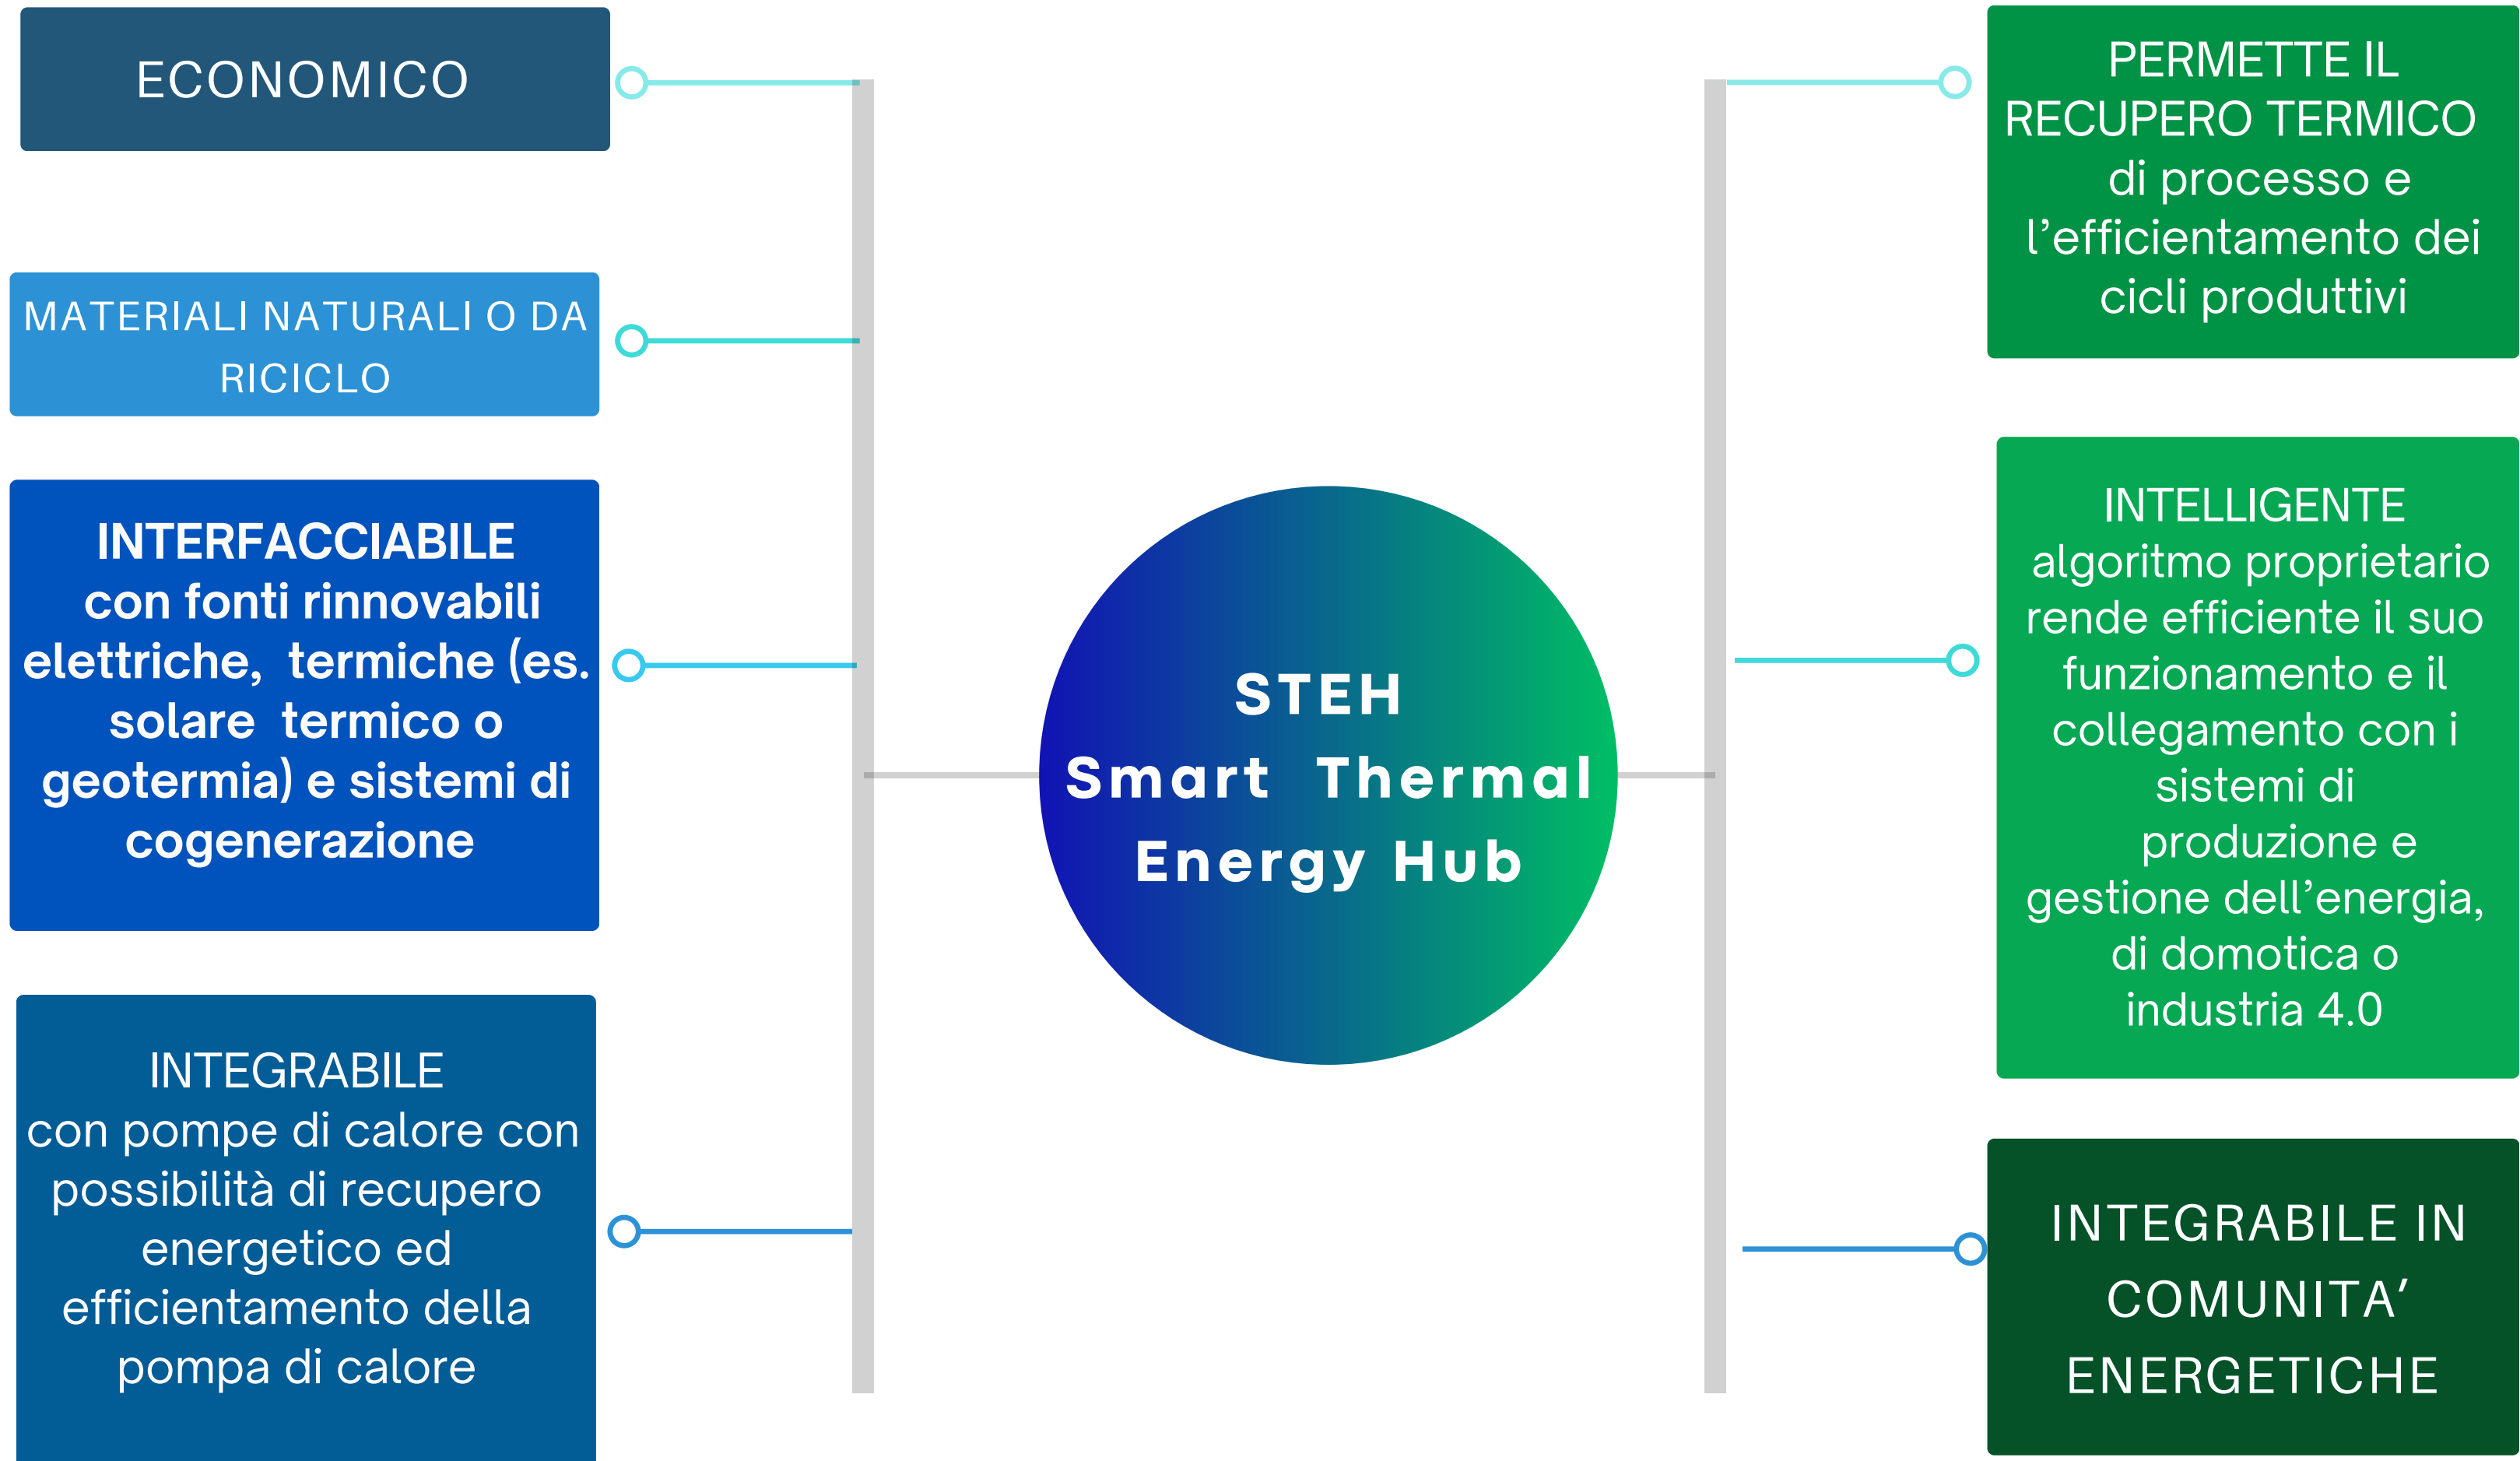 ECONOMICO
MATERIALI NATURALI O DA
RICICLO
INTERFACCIABILE
con fonti rinnovabili
elettriche, termiche (es.
solare termico o
geotermia) e sistemi di
cogenerazione
INTEGRABILE
con pompe di calore con
possibilità di recupero
energetico ed
efficientamento della
pompa di calore
STEH
Smart Thermal
Energy Hub
PERMETTE IL
RECUPERO TERMICO
di processo e
l’efficientamento dei
cicli produttivi
INTELLIGENTE
algoritmo proprietario
rende efficiente il suo
funzionamento e il
collegamento con i
sistemi di
produzione e
gestione dell’energia,
di domotica o
industria 4.0
INTEGRABILE IN
COMUNITA’
ENERGETICHE